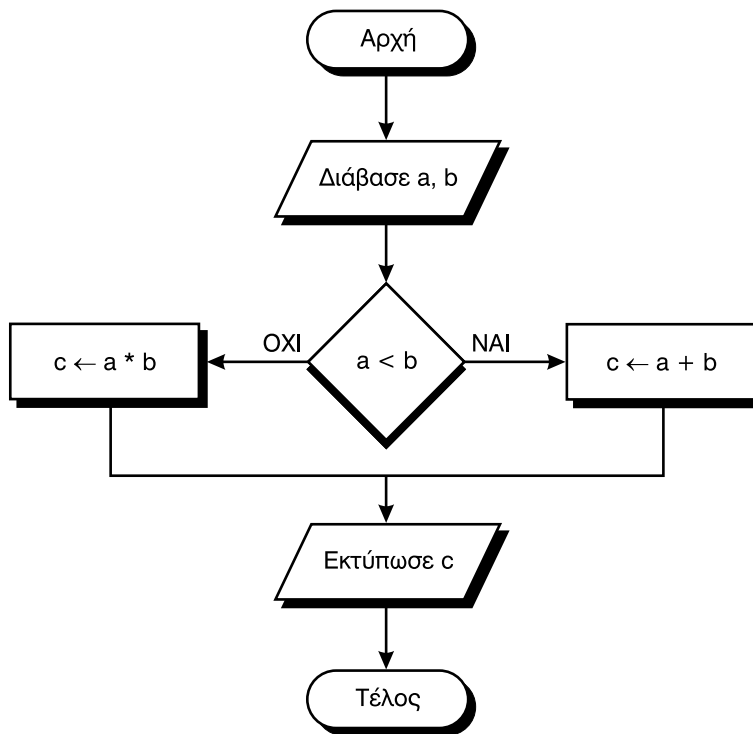 Αρχή
Διάβασε a, b
a < b
ΟΧΙ
ΝΑΙ
c ← a * b
c ← a + b
Εκτύπωσε c
Τέλος